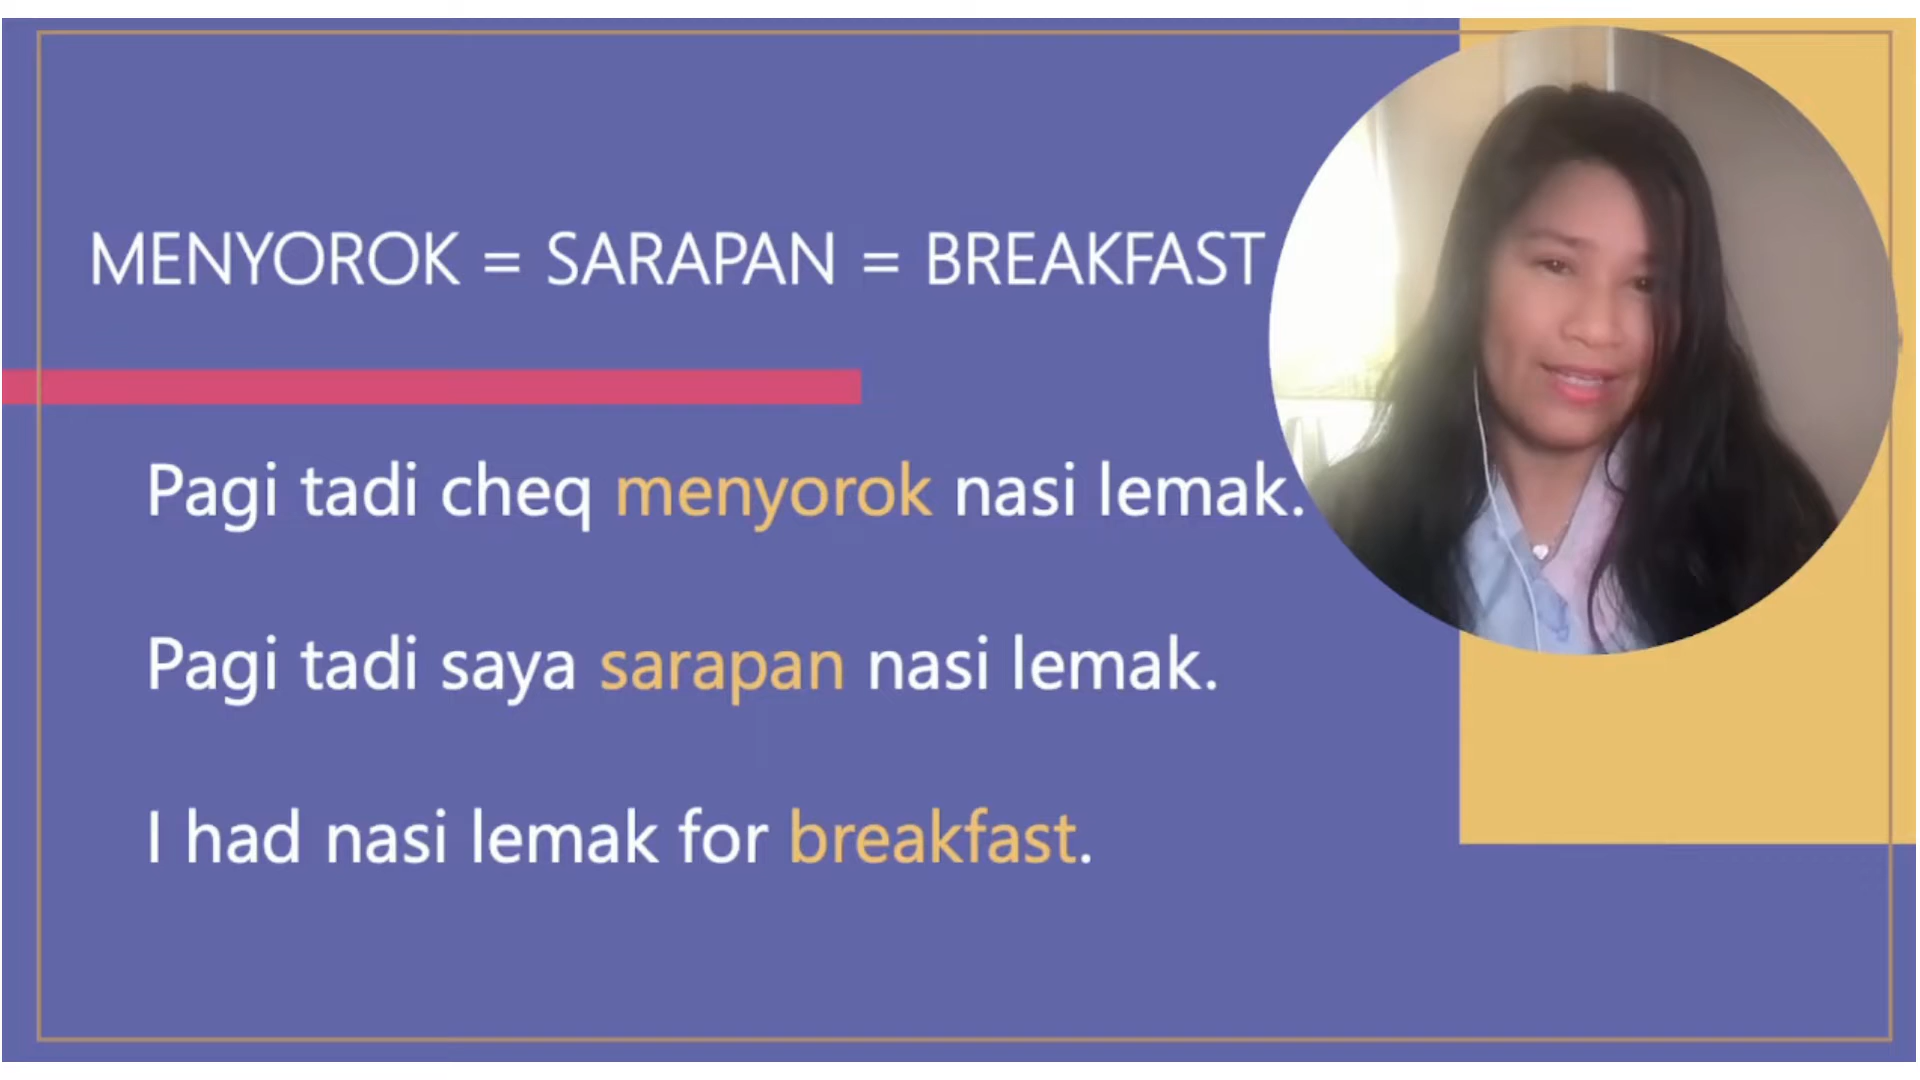 MENYOROK = SARAPAN = BREAKFAST
Pagi tadi cheq menyorok nasi lemak.
Pagi tadi saya sarapan nasi lemak.
I had nasi lemak for breakfast.